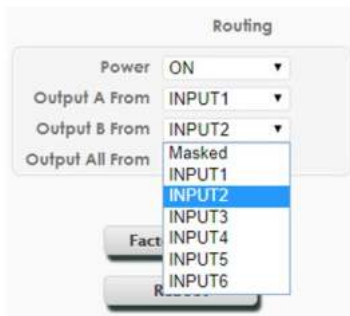 Routing
Power ON
Output A From INPUT1
Output B From INPUT2
Output All From Masked
INPUT1
INPUT2
INPUT3
INPUT4
INPUT5
INPUT6
Fact